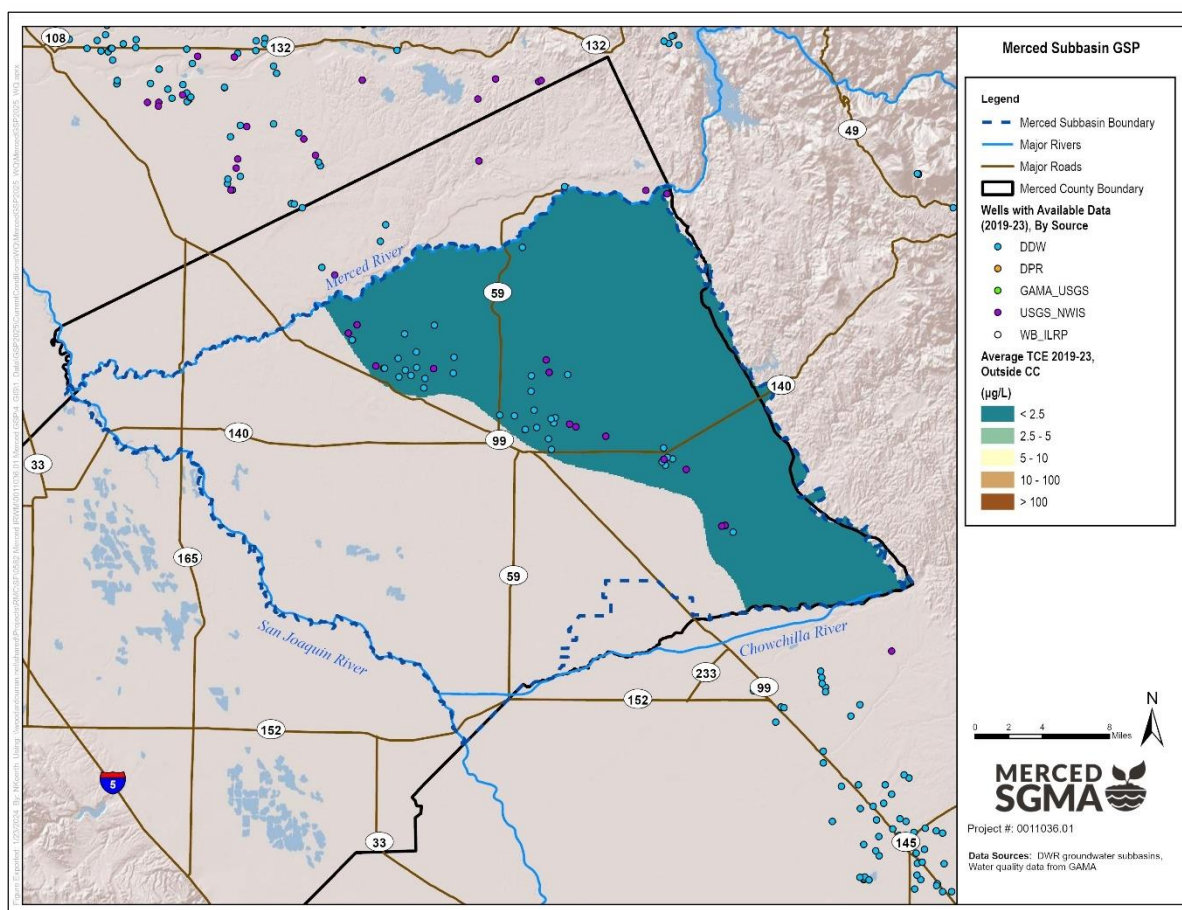 Merced Subbasin GSP
Legend
Merced Subbasin Boundary
Major Rivers
Major Roads
Merced County Boundary
Wells with Available Data
(2019-23), By Source
DDW
DPR
GAMA_USGS
USGS_NWIS
WB_ILRP
Average TCE 2019-23,
Outside CC
(µg/L)
< 2.5
2.5 - 5
5 - 10
10 - 100
> 100
108
132
132
49
Merced River
59
140
140
99
33
165
59
San Joaquin River
Chowchilla River
233
99
152
152
5
33
145
N
0 2 4 8
Miles
MERCED
SGMA
Project #: 0011036.01
Data Sources: DWR groundwater subbasins,
Water quality data from GAMA